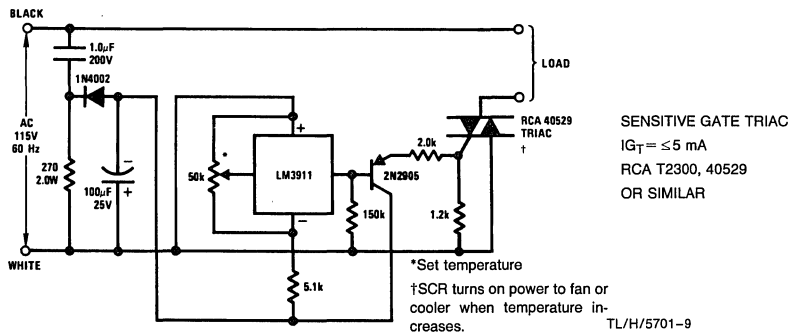 BLACK
1.0µF
200V
1N4002
LOAD
AC
115V
60 Hz
RCA 40529
TRIAC
†
SENSITIVE GATE TRIAC
IGT= ≤5 mA
RCA T2300, 40529
OR SIMILAR
+
2.0k
*
50k
LM3911
2N2905
270
2.0W
−
100µF
25V
+
150k
1.2k
−
WHITE
5.1k
*Set temperature
†SCR turns on power to fan or
cooler when temperature in-
creases.
TL/H/5701–9